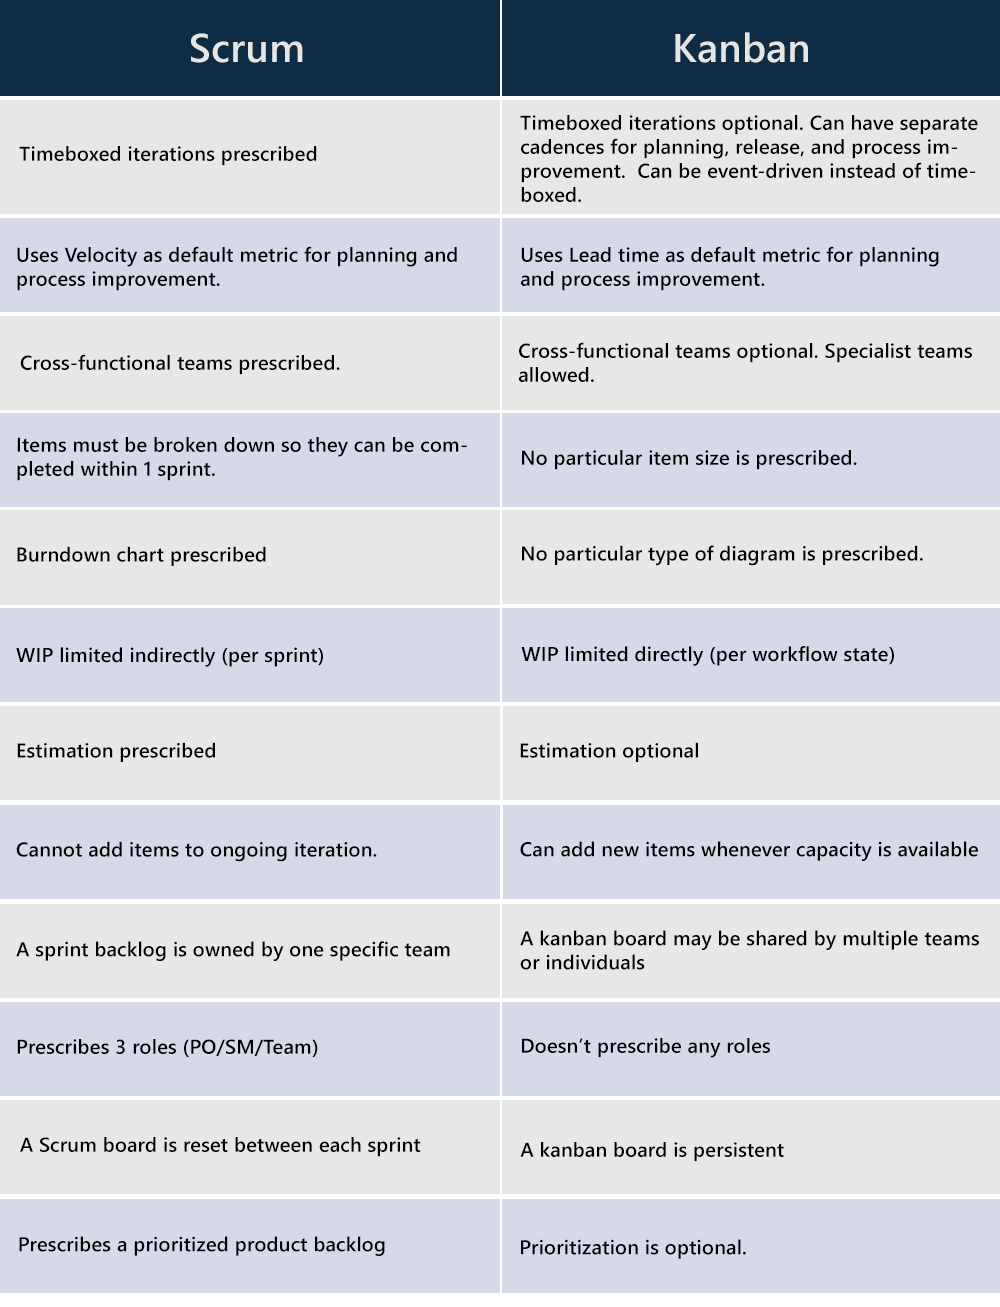 Scrum
Kanban
Timeboxed iterations prescribed
Timeboxed iterations optional. Can have separate
cadences for planning, release, and process im-
provement.  Can be event-driven instead of time-
boxed.
Uses Velocity as default metric for planning and
process improvement.
Uses Lead time as default metric for planning
and process improvement.
Cross-functional teams prescribed.
Cross-functional teams optional. Specialist teams
allowed.
Items must be broken down so they can be com-
pleted within 1 sprint.
No particular item size is prescribed.
Burndown chart prescribed
No particular type of diagram is prescribed.
WIP limited indirectly (per sprint)
WIP limited directly (per workflow state)
Estimation prescribed
Estimation optional
Cannot add items to ongoing iteration.
Can add new items whenever capacity is available
A sprint backlog is owned by one specific team
A kanban board may be shared by multiple teams
or individuals
Prescribes 3 roles (PO/SM/Team)
Doesn't prescribe any roles
A Scrum board is reset between each sprint
A kanban board is persistent
Prescribes a prioritized product backlog
Prioritization is optional.